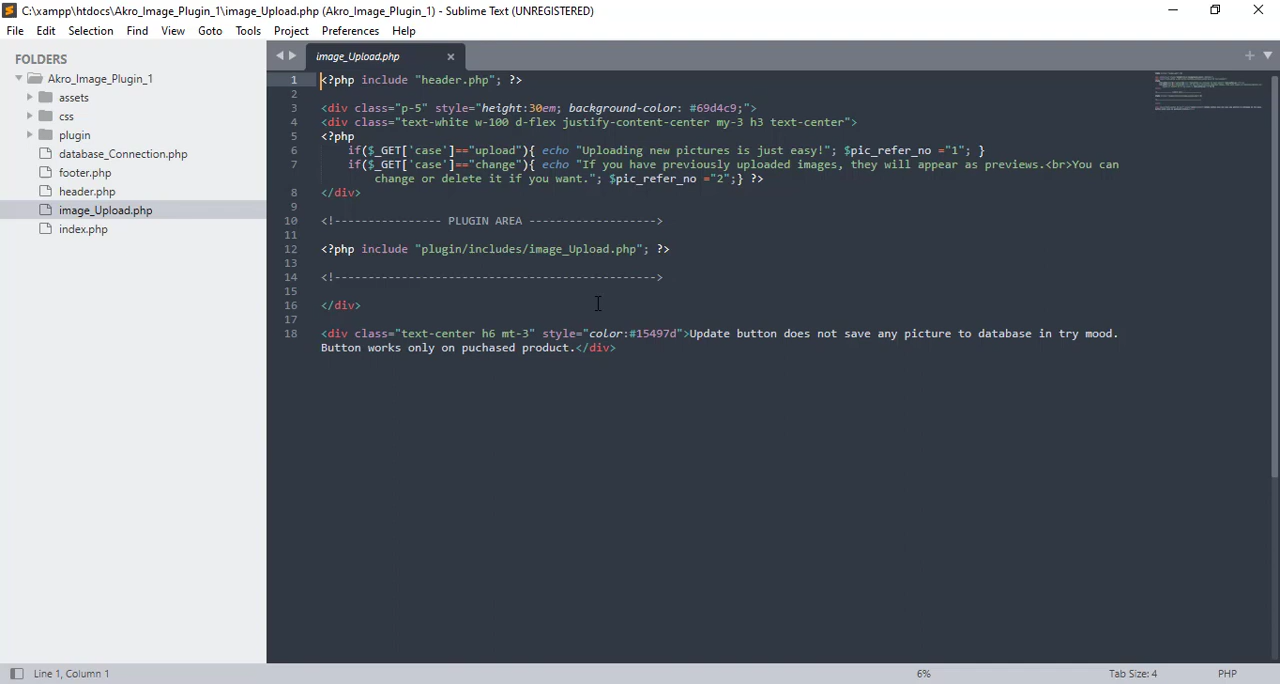 C:\xampp\htdocs\Akro_Image_Plugin_1\image_Upload.php (Akro_Image_Plugin_1) - Sublime Text (UNREGISTERED)
File Edit Selection Find View Goto Tools Project Preferences Help
FOLDERS
Akro_Image_Plugin_1
assets
css
plugin
database_Connection.php
footer.php
header.php
image_Upload.php
index.php
image_Upload.php
1 <?php include "header.php"; ?>
2
3 <div class="p-5" style="height:30em; background-color: #69d4c9;">
4 <div class="text-white w-100 d-flex justify-content-center my-3 h3 text-center">
5 <?php
6 if($_GET['case']=="upload"){ echo "Uploading new pictures is just easy!"; $pic_refer_no ="1"; }
7 if($_GET['case']=="change"){ echo "If you have previously uploaded images, they will appear as previews.<br>You can
change or delete it if you want."; $pic_refer_no ="2";} ?>
8 </div>
9
10 <!---------------- PLUGIN AREA ------------------->
11
12 <?php include "plugin/includes/image_Upload.php"; ?>
13
14 <!------------------------------------------------>
15
16 </div>
17
18 <div class="text-center h6 mt-3" style="color:#15497d">Update button does not save any picture to database in try mood.
Button works only on puchased product.</div>
Line 1, Column 1 6% Tab Size: 4 PHP